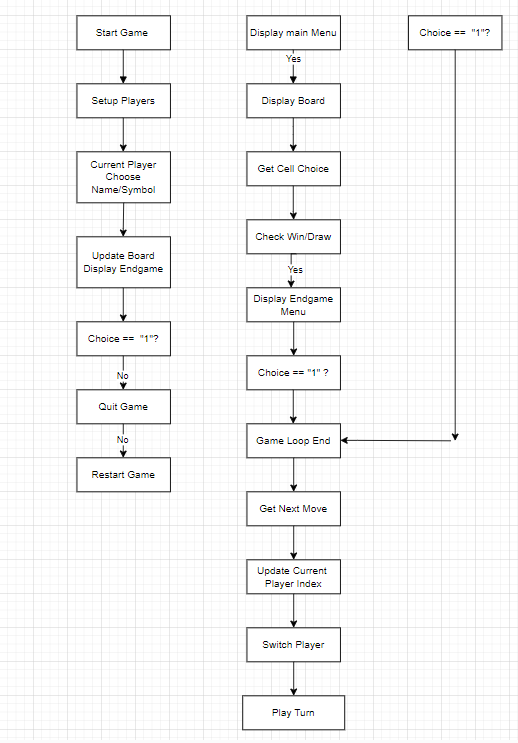 Start Game
Setup Players
Current Player
Choose
Name/Symbol
Update Board
Display Endgame
Choice == "1"?
No
Quit Game
No
Restart Game
Display main Menu
Yes
Display Board
Get Cell Choice
Check Win/Draw
Yes
Display Endgame
Menu
Choice == "1" ?
Game Loop End
Get Next Move
Update Current
Player Index
Switch Player
Play Turn
Choice == "1"?